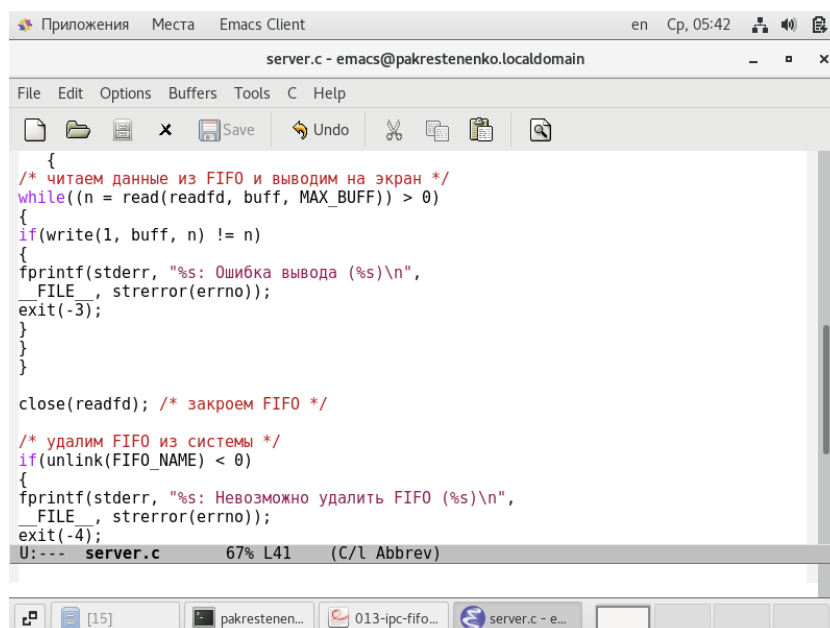 Приложения Места Emacs Client en Ср, 05:42
server.c - emacs@pakrestenenko.localdomain
File Edit Options Buffers Tools C Help
Save Undo
{
/* читаем данные из FIFO и выводим на экран */
while((n = read(readfd, buff, MAX_BUFF)) > 0)
{
if(write(1, buff, n) != n)
{
fprintf(stderr, "%s: Ошибка вывода (%s)\n",
__FILE__, strerror(errno));
exit(-3);
}
}
}
close(readfd); /* закроем FIFO */
/* удалим FIFO из системы */
if(unlink(FIFO_NAME) < 0)
{
fprintf(stderr, "%s: Невозможно удалить FIFO (%s)\n",
__FILE__, strerror(errno));
exit(-4);
U:--- server.c 67% L41 (C/l Abbrev)
[15] pakrestenen... 013-ipc-fifo... server.c - e...